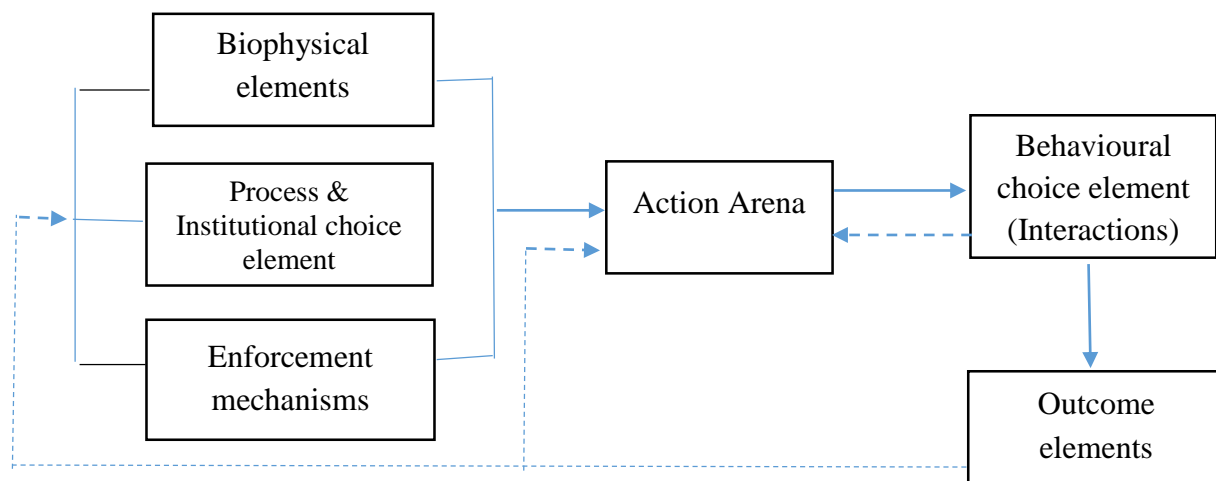 Biophysical
elements
Process &
Institutional choice
element
Enforcement
mechanisms
Action Arena
Behavioural
choice element
(Interactions)
Outcome
elements